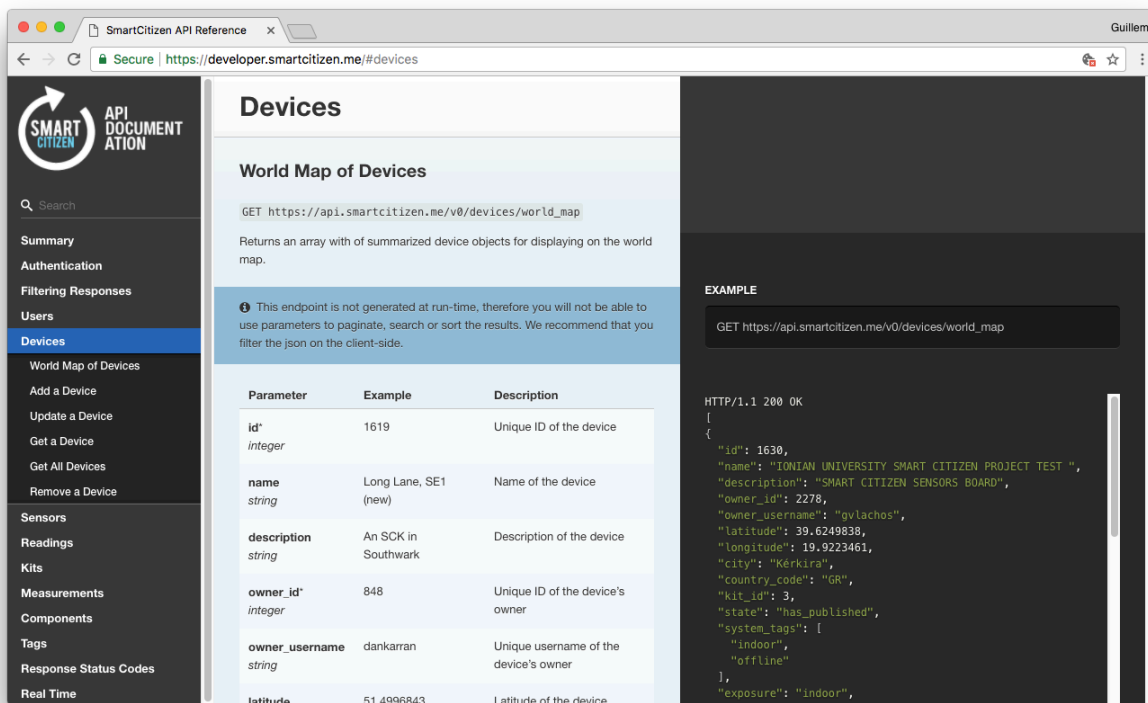 SmartCitizen API Reference
Guillem
Secure https://developer.smartcitizen.me/#devices
SMART
CITIZEN
API
DOCUMENT
ATION
Search
Summary
Authentication
Filtering Responses
Users
Devices
World Map of Devices
Add a Device
Update a Device
Get a Device
Get All Devices
Remove a Device
Sensors
Readings
Kits
Measurements
Components
Tags
Response Status Codes
Real Time
Devices
World Map of Devices
GET https://api.smartcitizen.me/v0/devices/world_map
Returns an array with of summarized device objects for displaying on the world
map.
This endpoint is not generated at run-time, therefore you will not be able to
use parameters to paginate, search or sort the results. We recommend that you
filter the json on the client-side.
Parameter Example Description
id* 1619 Unique ID of the device
integer
name Long Lane, SE1 Name of the device
string (new)
description An SCK in Description of the device
string Southwark
owner_id* 848 Unique ID of the device's
integer owner
owner_username dankarran Unique username of the
string device's owner
latitude 51.4996843 Latitude of the device
EXAMPLE
GET https://api.smartcitizen.me/v0/devices/world_map
HTTP/1.1 200 OK
[
{
"id": 1630,
"name": "IONIAN UNIVERSITY SMART CITIZEN PROJECT TEST ",
"description": "SMART CITIZEN SENSORS BOARD",
"owner_id": 2278,
"owner_username": "gvlachos",
"latitude": 39.6249838,
"longitude": 19.9223461,
"city": "Kérkira",
"country_code": "GR",
"kit_id": 3,
"state": "has_published",
"system_tags": [
"indoor",
"offline"
],
"exposure": "indoor",